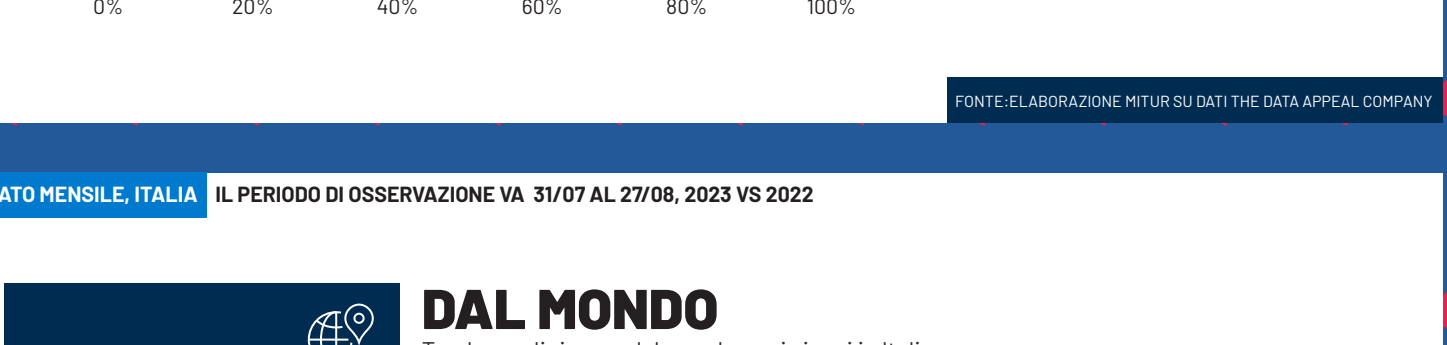 0% 20% 40% 60% 80% 100%
FONTE:ELABORAZIONE MITUR SU DATI THE DATA APPEAL COMPANY
MENSILE, ITALIA IL PERIODO DI OSSERVAZIONE VA 31/07 AL 27/08, 2023 VS 2022
DAL MONDO